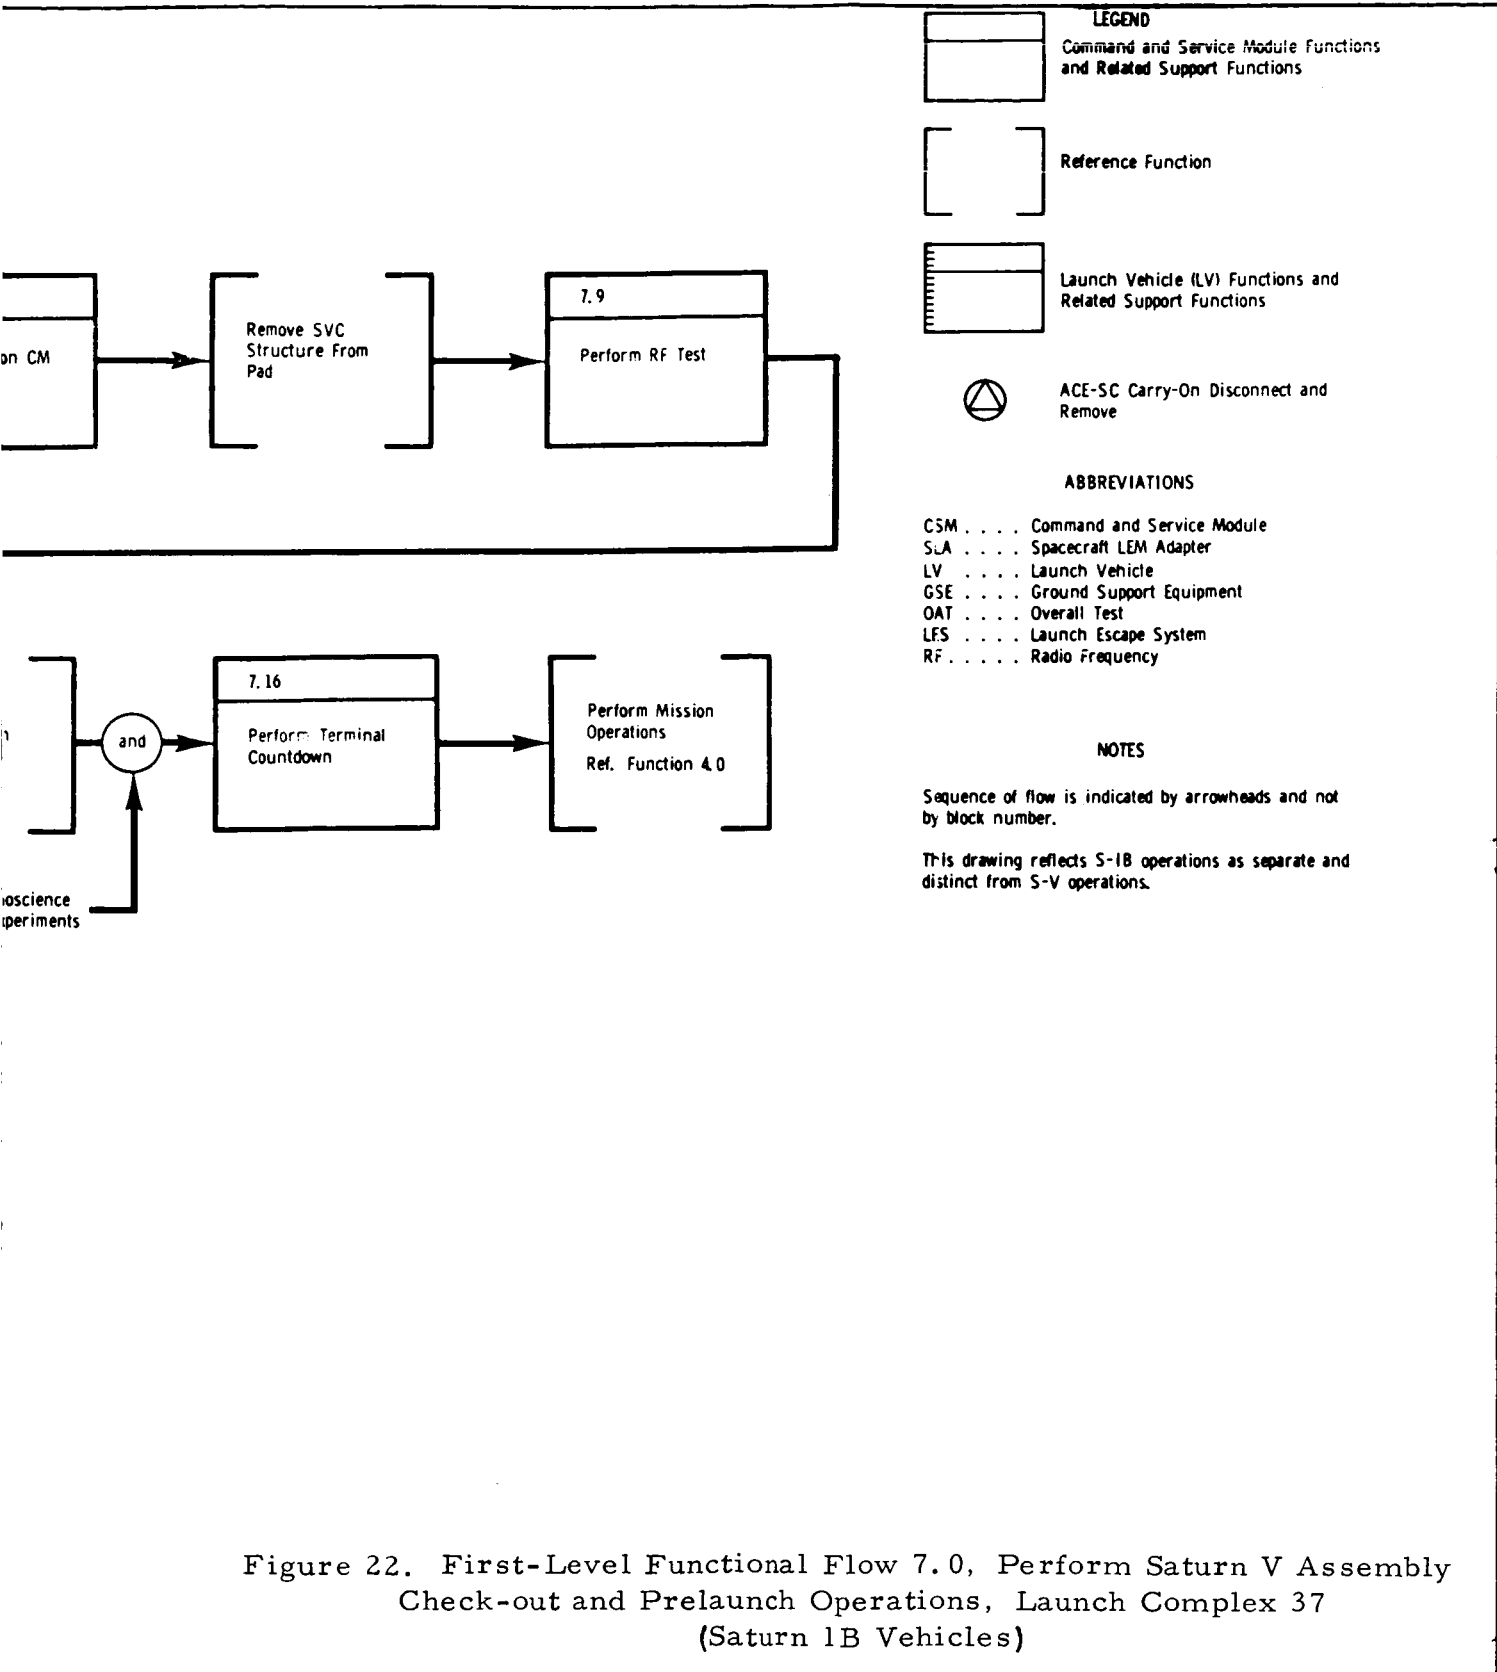 LEGEND
Command and Service Module Functions
and Related Support Functions
Reference Function
Launch Vehicle (LV) Functions and
Related Support Functions
ACE-SC Carry-On Disconnect and
Remove
on CM
Remove SVC
Structure From
Pad
7.9
Perform RF Test
ABBREVIATIONS
CSM . . . . Command and Service Module
SLA . . . . Spacecraft LEM Adapter
LV . . . . Launch Vehicle
GSE . . . . Ground Support Equipment
OAT . . . . Overall Test
LES . . . . Launch Escape System
RF . . . . . Radio Frequency
and
7.16
Perform Terminal
Countdown
Perform Mission
Operations
Ref. Function 4.0
ioscience
xperiments
NOTES
Sequence of flow is indicated by arrowheads and not
by block number.
This drawing reflects S-IB operations as separate and
distinct from S-V operations.
Figure 22. First-Level Functional Flow 7.0, Perform Saturn V Assembly
Check-out and Prelaunch Operations, Launch Complex 37
(Saturn 1B Vehicles)